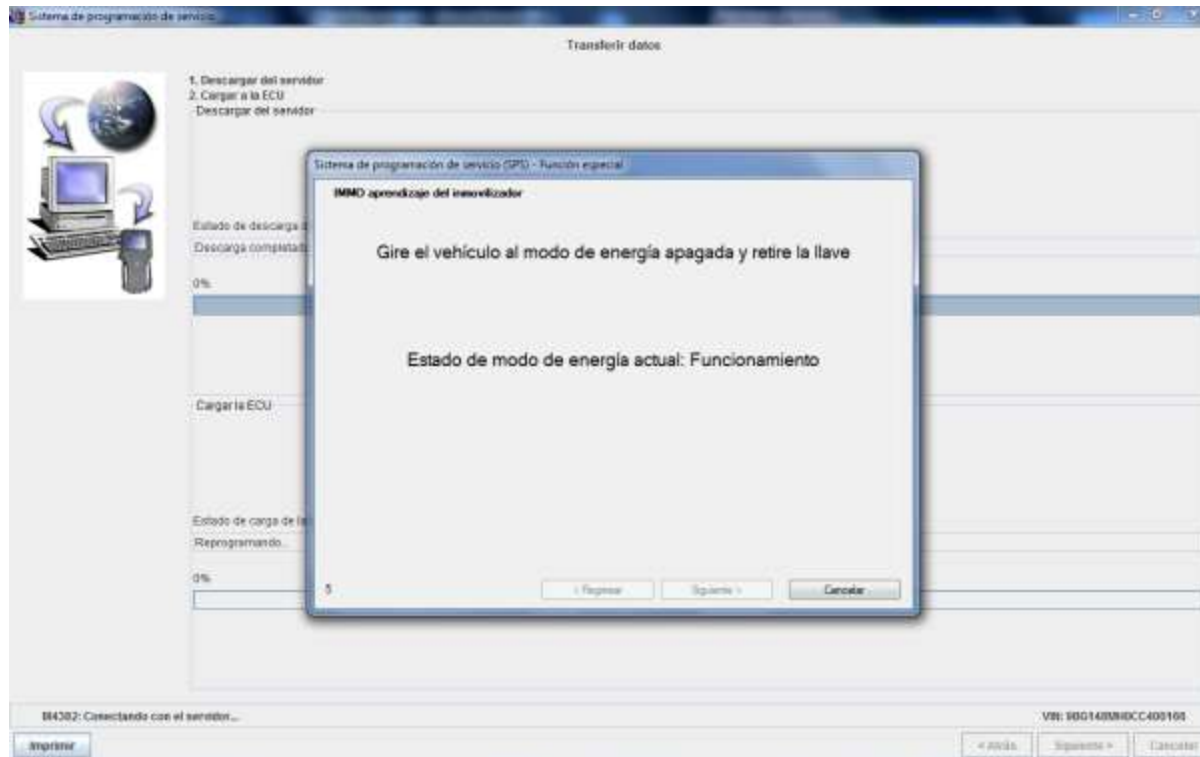 Sistema de programación de servicio
Transferir datos
1. Descargar del servidor
2. Cargar a la ECU
Descargar del servidor
Sistema de programación de servicio (SPS) - Función especial
IMMO aprendizaje del inmovilizador
Gire el vehículo al modo de energía apagada y retire la llave
Estado de descarga
Descarga completada
0%
Estado de modo de energía actual: Funcionamiento
Cargar la ECU
Estado de carga de la
Reprogramando...
0%
5
< Regresar
Siguiente >
Cancelar
Conectando con el servidor...
VIN:
Imprimir
< Atrás
Siguiente >
Cancelar